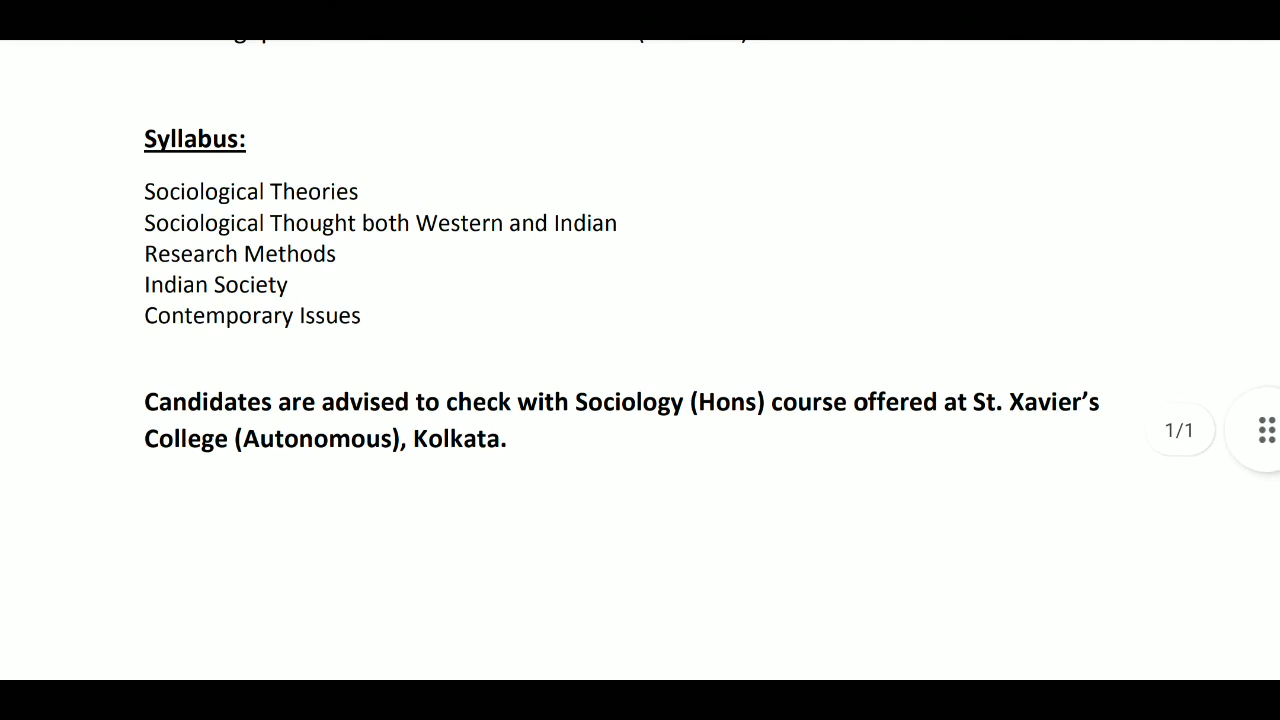 Syllabus:
Sociological Theories
Sociological Thought both Western and Indian
Research Methods
Indian Society
Contemporary Issues
Candidates are advised to check with Sociology (Hons) course offered at St. Xavier’s
College (Autonomous), Kolkata.
1/1